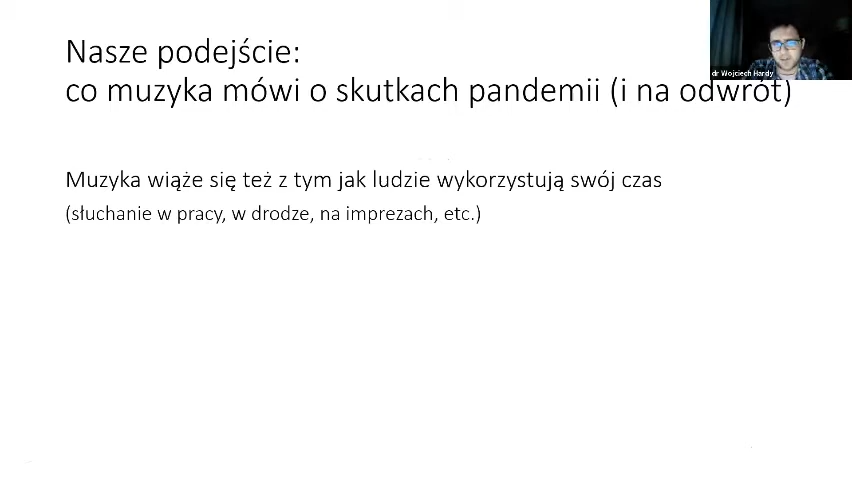 Nasze podejście:
co muzyka mówi o skutkach pandemii (i na odwrót)
dr Wojciech Hardy
Muzyka wiąże się też z tym jak ludzie wykorzystują swój czas
(słuchanie w pracy, w drodze, na imprezach, etc.)